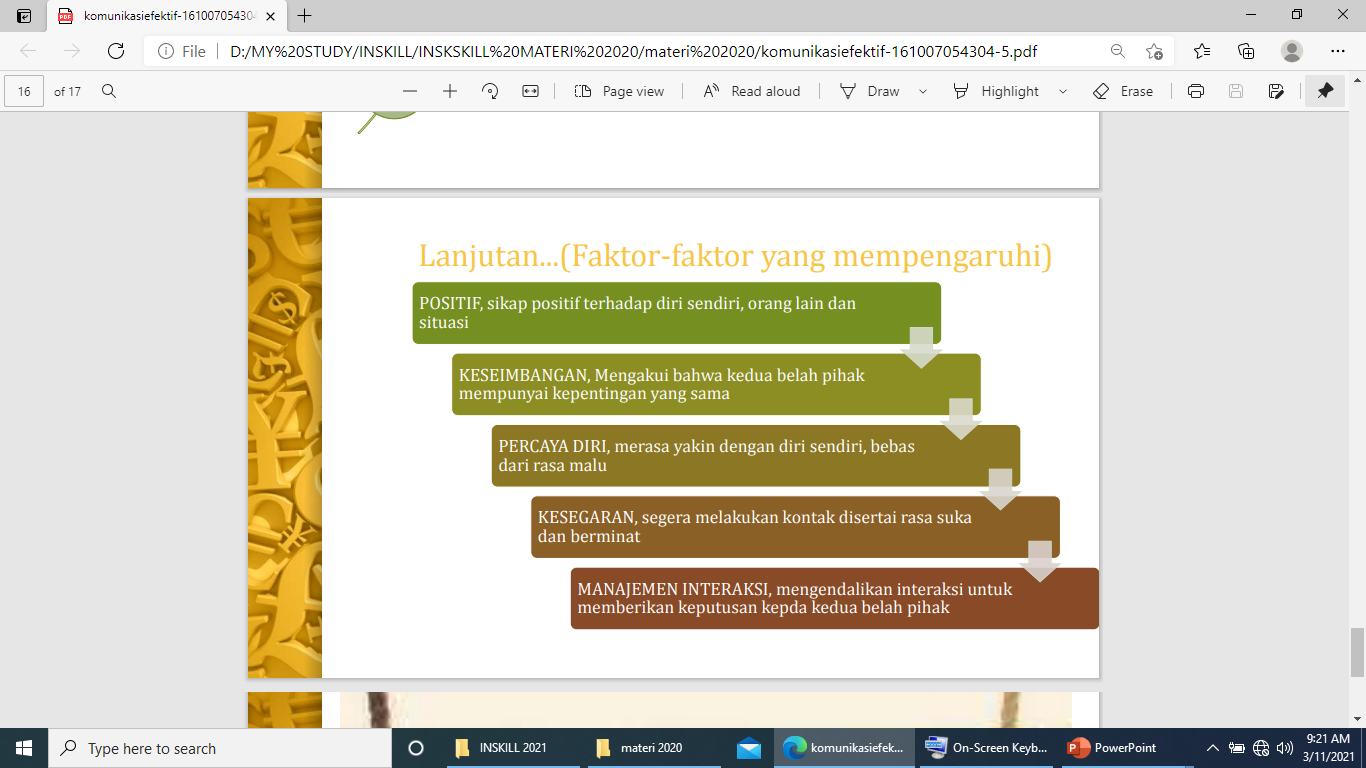 komunikasiefektif-161007054304-
File
D:/MY%20STUDY/INSKILL/INSKSKILL%20MATERI%202020/materi%202020/komunikasiefektif-161007054304-5.pdf
16 of 17
Page view
Read aloud
Draw
Highlight
Erase
Lanjutan...(Faktor-faktor yang mempengaruhi)
POSITIF, sikap positif terhadap diri sendiri, orang lain dan
situasi
KESEIMBANGAN, Mengakui bahwa kedua belah pihak
mempunyai kepentingan yang sama
PERCAYA DIRI, merasa yakin dengan diri sendiri, bebas
dari rasa malu
KESEGARAN, segera melakukan kontak disertai rasa suka
dan berminat
MANAJEMEN INTERAKSI, mengendalikan interaksi untuk
memberikan keputusan kepda kedua belah pihak
Type here to search
INSKILL 2021
materi 2020
komunikasiefek...
On-Screen Keyb...
PowerPoint
9:21 AM
3/11/2021